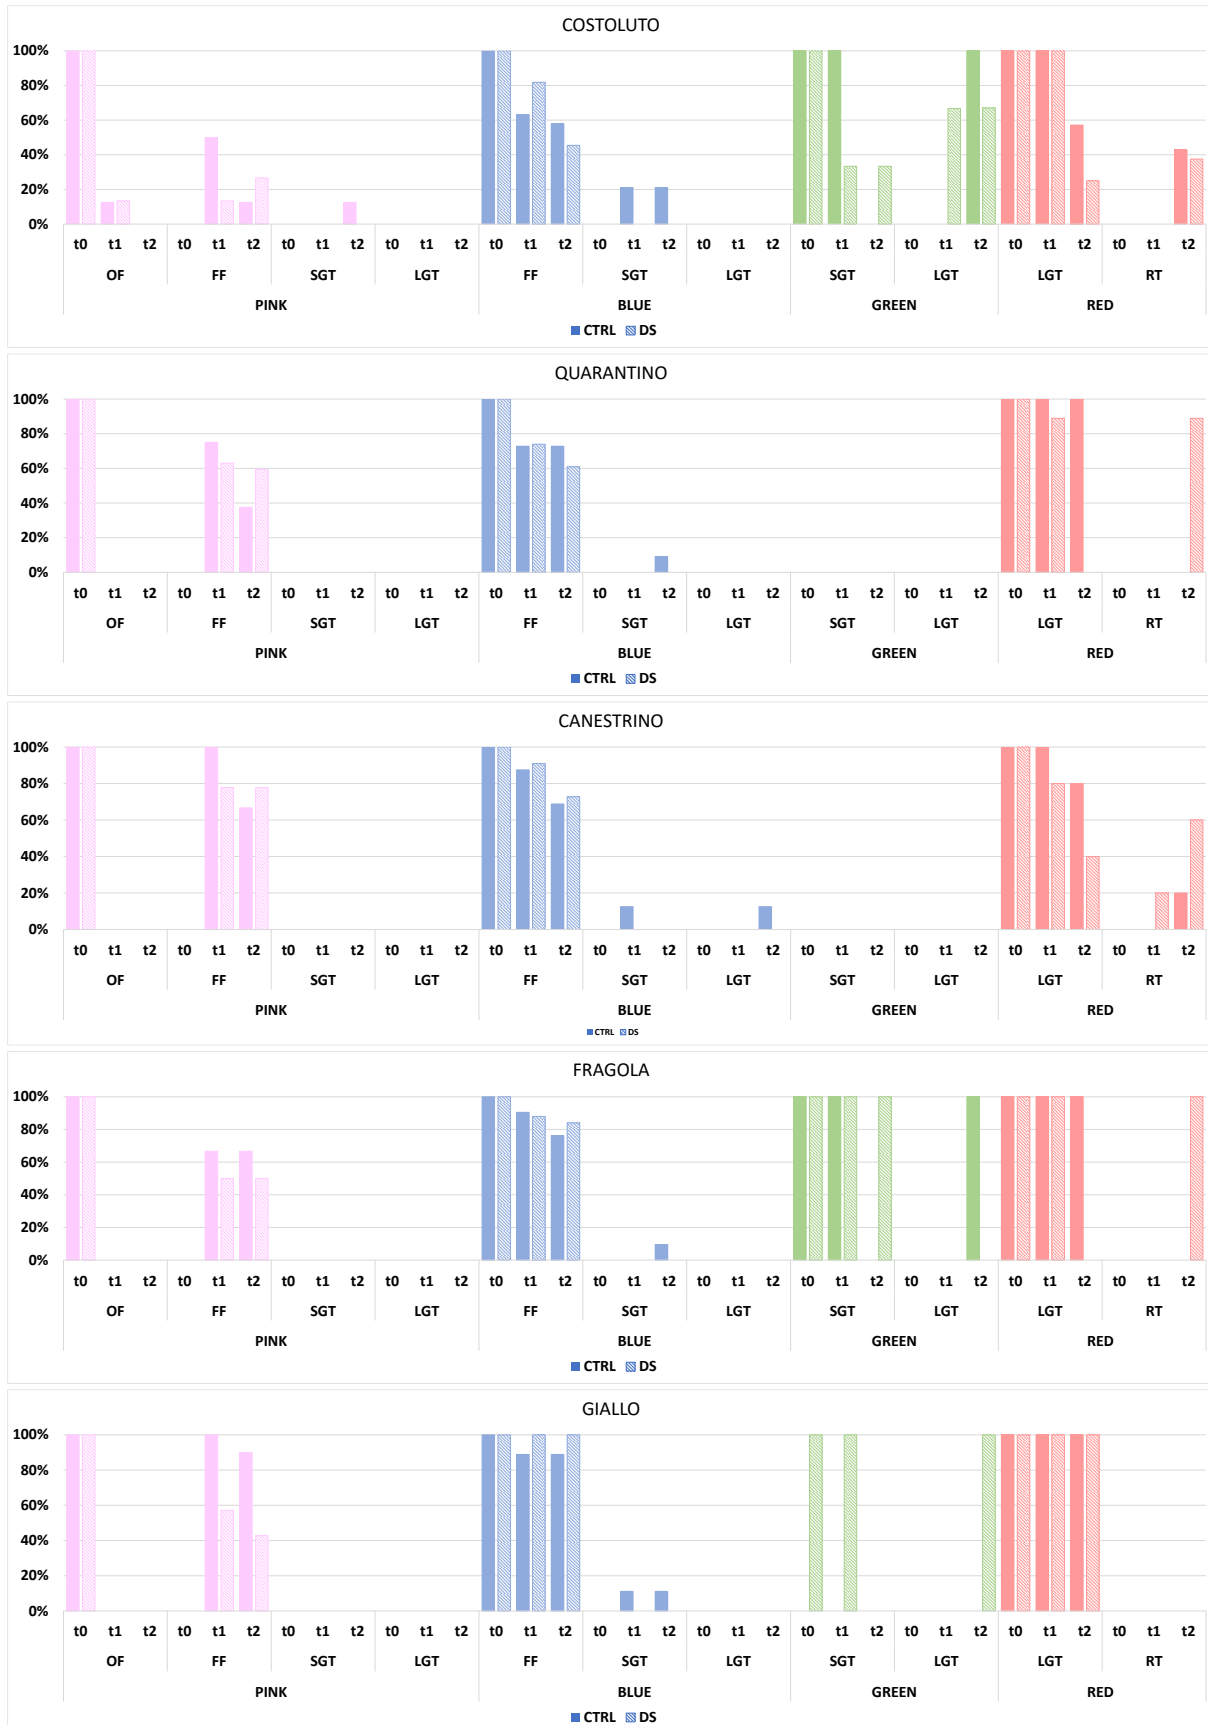 COSTOLUTO
100%
80%
60%
40%
20%
0%
t0 t1 t2 t0 t1 t2 t0 t1 t2 t0 t1 t2 t0 t1 t2 t0 t1 t2 t0 t1 t2 t0 t1 t2 t0 t1 t2 t0 t1 t2 t0 t1 t2
OF FF SGT LGT FF SGT LGT SGT LGT LGT RT
PINK BLUE GREEN RED
CTRL DS
QUARANTINO
100%
80%
60%
40%
20%
0%
t0 t1 t2 t0 t1 t2 t0 t1 t2 t0 t1 t2 t0 t1 t2 t0 t1 t2 t0 t1 t2 t0 t1 t2 t0 t1 t2 t0 t1 t2 t0 t1 t2
OF FF SGT LGT FF SGT LGT SGT LGT LGT RT
PINK BLUE GREEN RED
CTRL DS
CANESTRINO
100%
80%
60%
40%
20%
0%
t0 t1 t2 t0 t1 t2 t0 t1 t2 t0 t1 t2 t0 t1 t2 t0 t1 t2 t0 t1 t2 t0 t1 t2 t0 t1 t2 t0 t1 t2 t0 t1 t2
OF FF SGT LGT FF SGT LGT SGT LGT LGT RT
PINK BLUE GREEN RED
CTRL DS
FRAGOLA
100%
80%
60%
40%
20%
0%
t0 t1 t2 t0 t1 t2 t0 t1 t2 t0 t1 t2 t0 t1 t2 t0 t1 t2 t0 t1 t2 t0 t1 t2 t0 t1 t2 t0 t1 t2 t0 t1 t2
OF FF SGT LGT FF SGT LGT SGT LGT LGT RT
PINK BLUE GREEN RED
CTRL DS
GIALLO
100%
80%
60%
40%
20%
0%
t0 t1 t2 t0 t1 t2 t0 t1 t2 t0 t1 t2 t0 t1 t2 t0 t1 t2 t0 t1 t2 t0 t1 t2 t0 t1 t2 t0 t1 t2 t0 t1 t2
OF FF SGT LGT FF SGT LGT SGT LGT LGT RT
PINK BLUE GREEN RED
CTRL DS